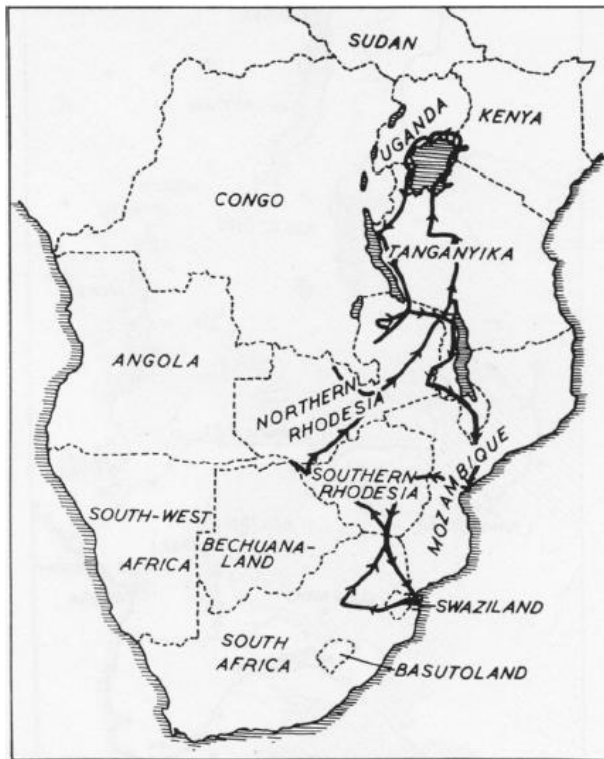 SUDAN
UGANDA
KENYA
CONGO
TANGANYIKA
ANGOLA
NORTHERN
RHODESIA
SOUTHERN
RHODESIA
MOZAMBIQUE
SOUTH-WEST
AFRICA
BECHUANA-
LAND
SWAZILAND
SOUTH
AFRICA
BASUTOLAND